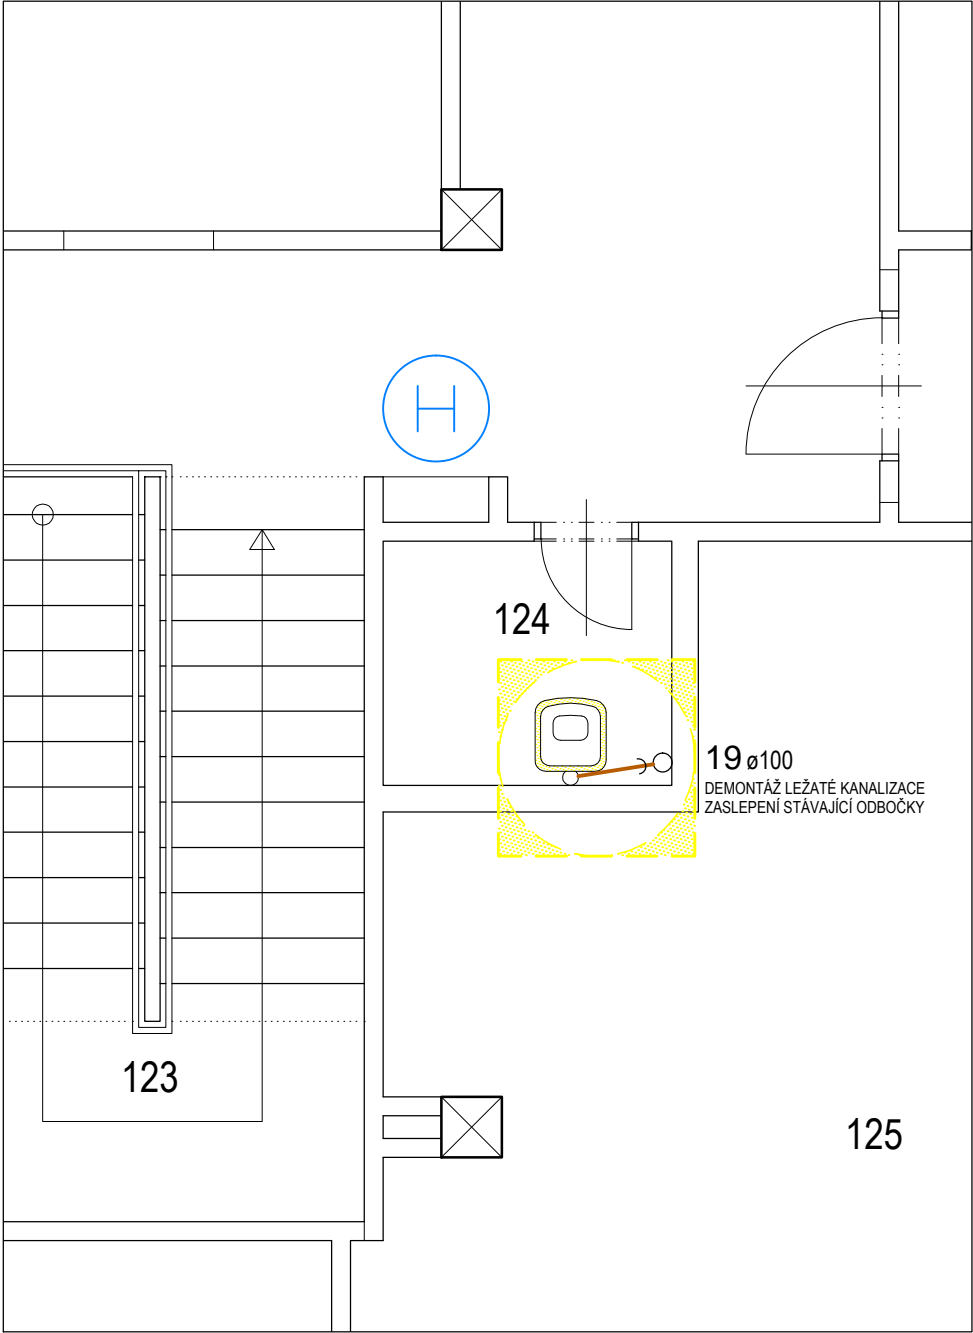 H
124
19 ø100
DEMONTÁŽ LEŽATÉ KANALIZACE
ZASLEPENÍ STÁVAJÍCÍ ODBOČKY
123
125